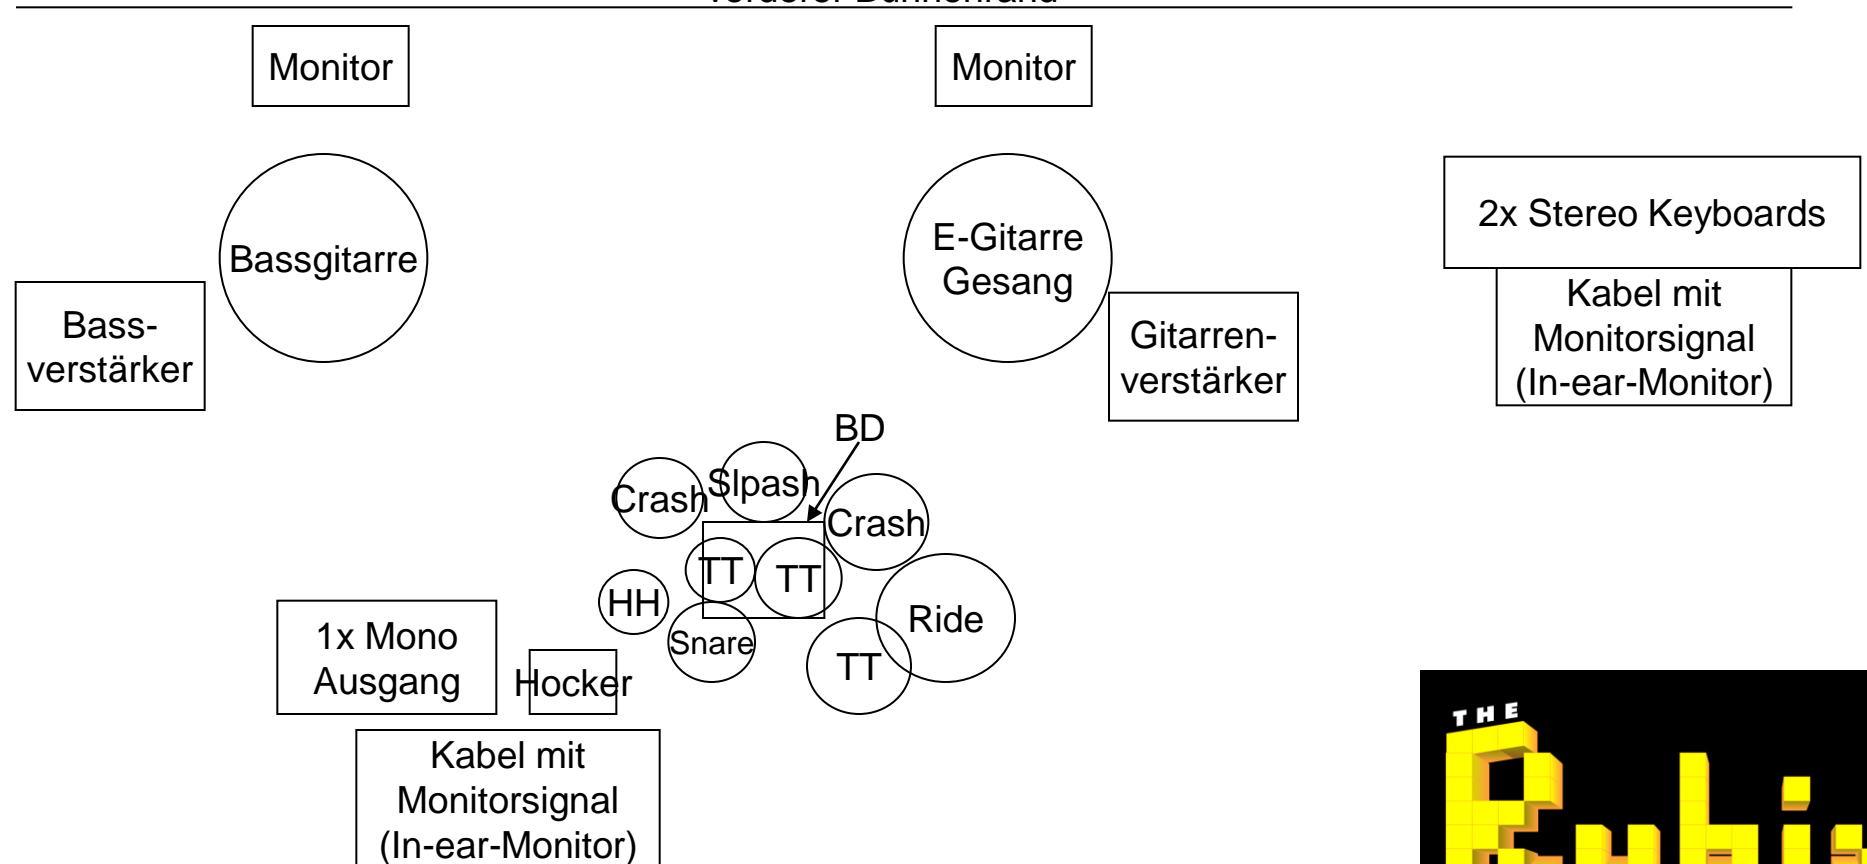 Vorderer Bühnenrand
Monitor
Monitor
Bassgitarre
E-Gitarre
Gesang
2x Stereo Keyboards
Bass-
verstärker
Gitarren-
verstärker
Kabel mit
Monitorsignal
(In-ear-Monitor)
BD
Crash
Slpash
Crash
TT
TT
HH
Ride
Snare
TT
1x Mono
Ausgang
Hocker
Kabel mit
Monitorsignal
(In-ear-Monitor)
THE